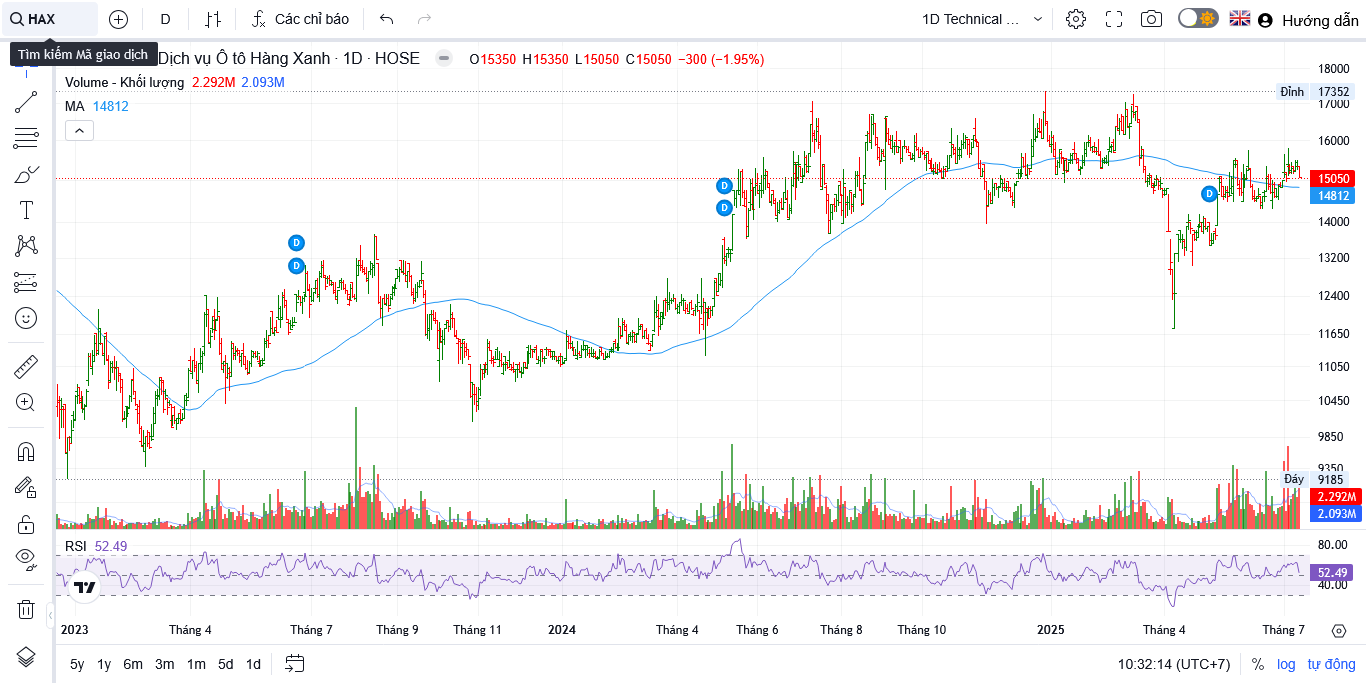 HAX D Các chỉ báo 1D Technical ... Hướng dẫn
Tìm kiếm Mã giao dịch
Dịch vụ Ô tô Hàng Xanh · 1D · HOSE O15350 H15350 L15050 C15050 −300 (−1.95%)
Volume - Khối lượng 2.292M 2.093M
MA 14812
18000
Đỉnh 17352
17000
16000
15050
14812
14000
13200
12400
11650
11050
10450
9850
9350
Đáy 9185
2.292M
2.093M
D
D
D
D
D
RSI 52.49
80.00
52.49
40.00
2023 Tháng 4 Tháng 7 Tháng 9 Tháng 11 2024 Tháng 4 Tháng 6 Tháng 8 Tháng 10 2025 Tháng 4 Tháng 7
5y 1y 6m 3m 1m 5d 1d 10:32:14 (UTC+7) % log tự động